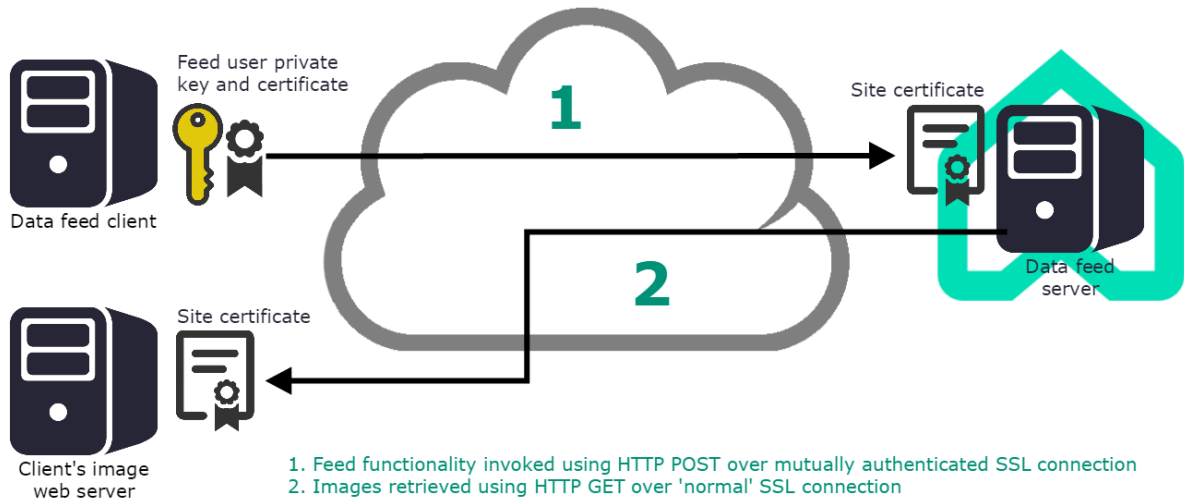 Feed user private
key and certificate
1
Site certificate
Data feed client
2
Data feed
server
Site certificate
Client's image
web server
1. Feed functionality invoked using HTTP POST over mutually authenticated SSL connection
2. Images retrieved using HTTP GET over 'normal' SSL connection